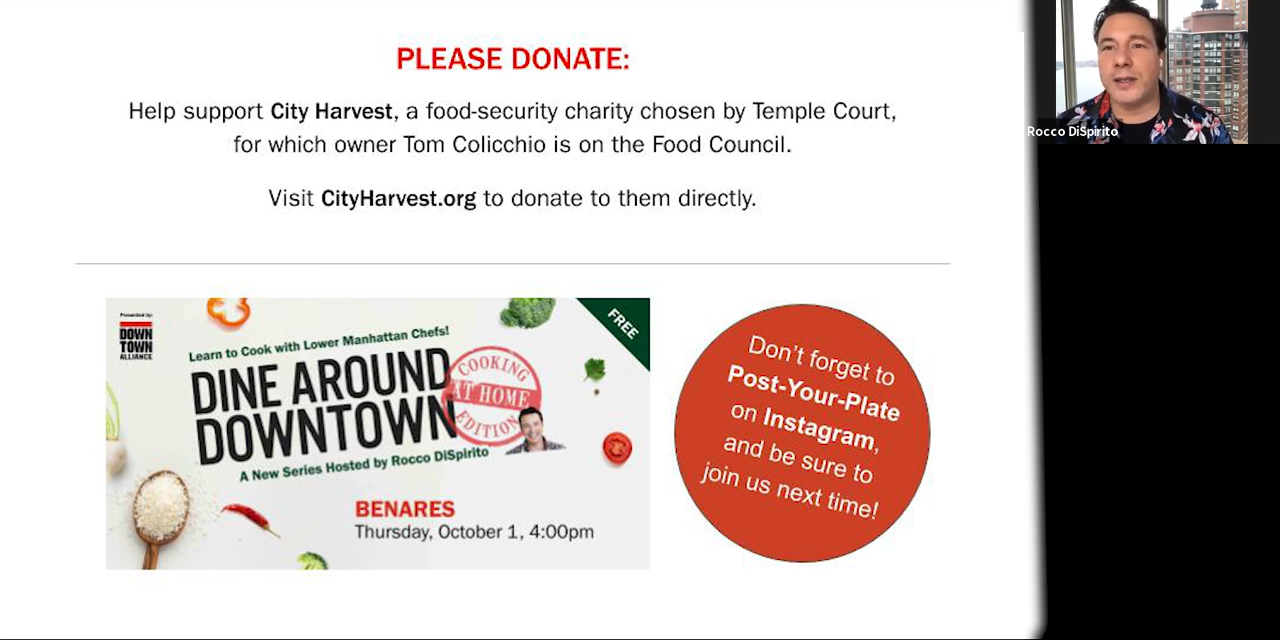 PLEASE DONATE:
Help support City Harvest, a food-security charity chosen by Temple Court,
for which owner Tom Colicchio is on the Food Council.
Visit CityHarvest.org to donate to them directly.
Presented by:
DOWN
TOWN
ALLIANCE
FREE
Learn to Cook with Lower Manhattan Chefs!
DINE AROUND
DOWNTOWN
COOKING
AT HOME
EDITION
A New Series Hosted by Rocco DiSpirito
BENARES
Thursday, October 1, 4:00pm
Don't forget to
Post-Your-Plate
on Instagram,
and be sure to
join us next time!
Rocco DiSpirito